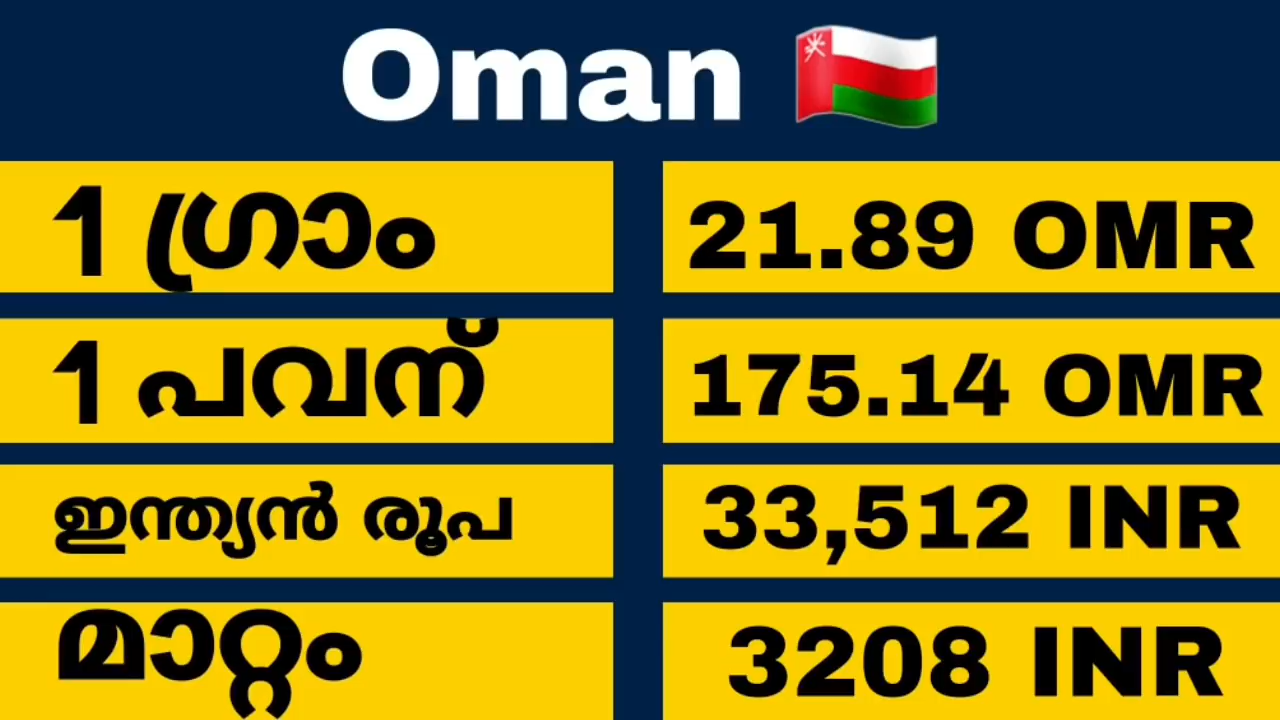 Oman 🇴🇲
1 ഗ്രാം 21.89 OMR
1 പവന് 175.14 OMR
ഇന്ത്യൻ രൂപ 33,512 INR
മാറ്റം 3208 INR